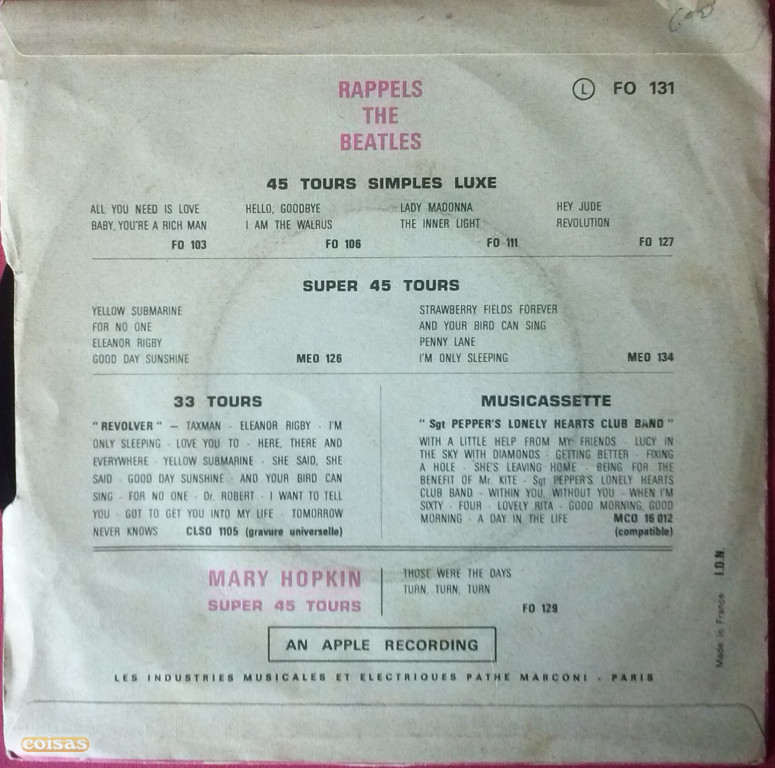 RAPPELS
THE
BEATLES
Ⓛ FO 131
45 TOURS SIMPLES LUXE
ALL YOU NEED IS LOVE
BABY, YOU'RE A RICH MAN
FO 103
HELLO, GOODBYE
I AM THE WALRUS
FO 106
LADY MADONNA
THE INNER LIGHT
FO 111
HEY JUDE
REVOLUTION
FO 127
SUPER 45 TOURS
YELLOW SUBMARINE
FOR NO ONE
ELEANOR RIGBY
GOOD DAY SUNSHINE MEO 126
STRAWBERRY FIELDS FOREVER
AND YOUR BIRD CAN SING
PENNY LANE
I'M ONLY SLEEPING MEO 134
33 TOURS
"REVOLVER" — TAXMAN - ELEANOR RIGBY - I'M
ONLY SLEEPING - LOVE YOU TO - HERE, THERE AND
EVERYWHERE - YELLOW SUBMARINE - SHE SAID, SHE
SAID - GOOD DAY SUNSHINE - AND YOUR BIRD CAN
SING - FOR NO ONE - Dr. ROBERT - I WANT TO TELL
YOU - GOT TO GET YOU INTO MY LIFE - TOMORROW
NEVER KNOWS CLSO 1105 (gravure universelle)
MUSICASSETTE
"Sgt PEPPER'S LONELY HEARTS CLUB BAND"
WITH A LITTLE HELP FROM MY FRIENDS - LUCY IN
THE SKY WITH DIAMONDS - GETTING BETTER - FIXING
A HOLE - SHE'S LEAVING HOME - BEING FOR THE
BENEFIT OF Mr. KITE - Sgt PEPPER'S LONELY HEARTS
CLUB BAND - WITHIN YOU, WITHOUT YOU - WHEN I'M
SIXTY - FOUR - LOVELY RITA - GOOD MORNING, GOOD
MORNING - A DAY IN THE LIFE MCO 16 012
(compatible)
MARY HOPKIN
SUPER 45 TOURS
THOSE WERE THE DAYS
TURN, TURN, TURN
FO 129
AN APPLE RECORDING
LES INDUSTRIES MUSICALES ET ELECTRIQUES PATHE MARCONI - PARIS
Made in France I.D.N.
coisas